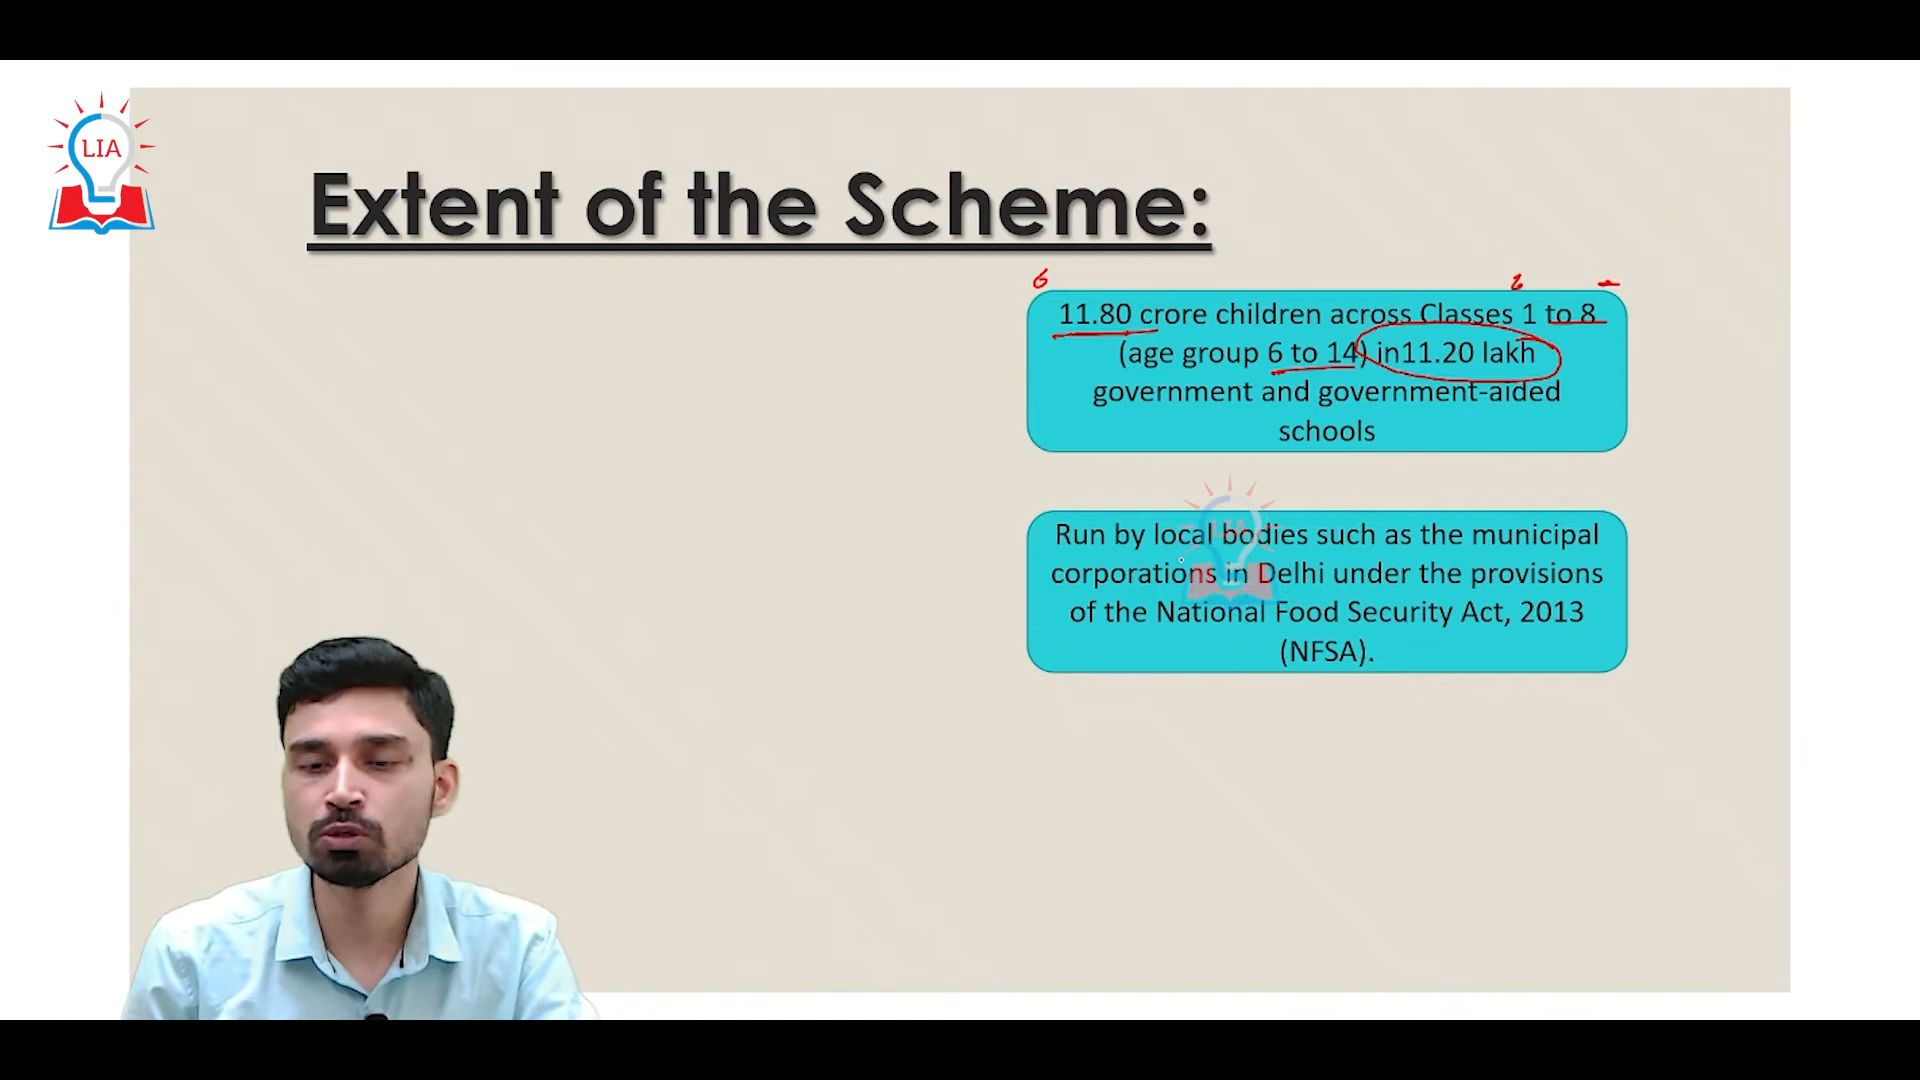 LIA
Extent of the Scheme:
6
11.80 crore children across Classes 1 to 8
(age group 6 to 14) in11.20 lakh
government and government-aided
schools
LIA
Run by local bodies such as the municipal
corporations in Delhi under the provisions
of the National Food Security Act, 2013
(NFSA).